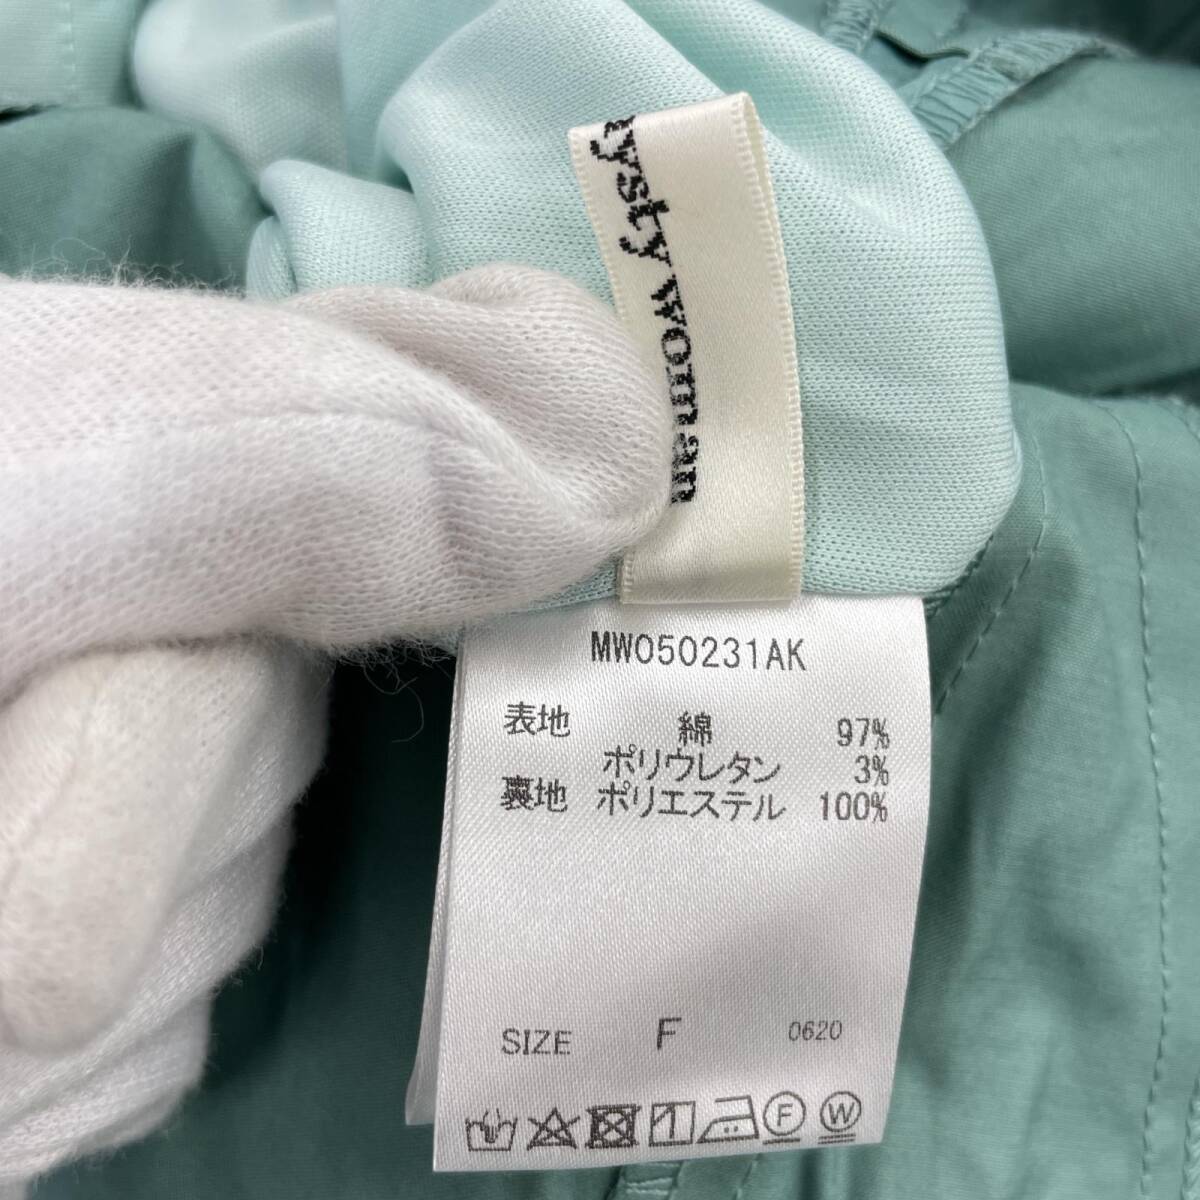 ysty woman
MW050231AK
表地 綿 97%
ポリウレタン 3%
裏地 ポリエステル 100%
SIZE F 0620
F W